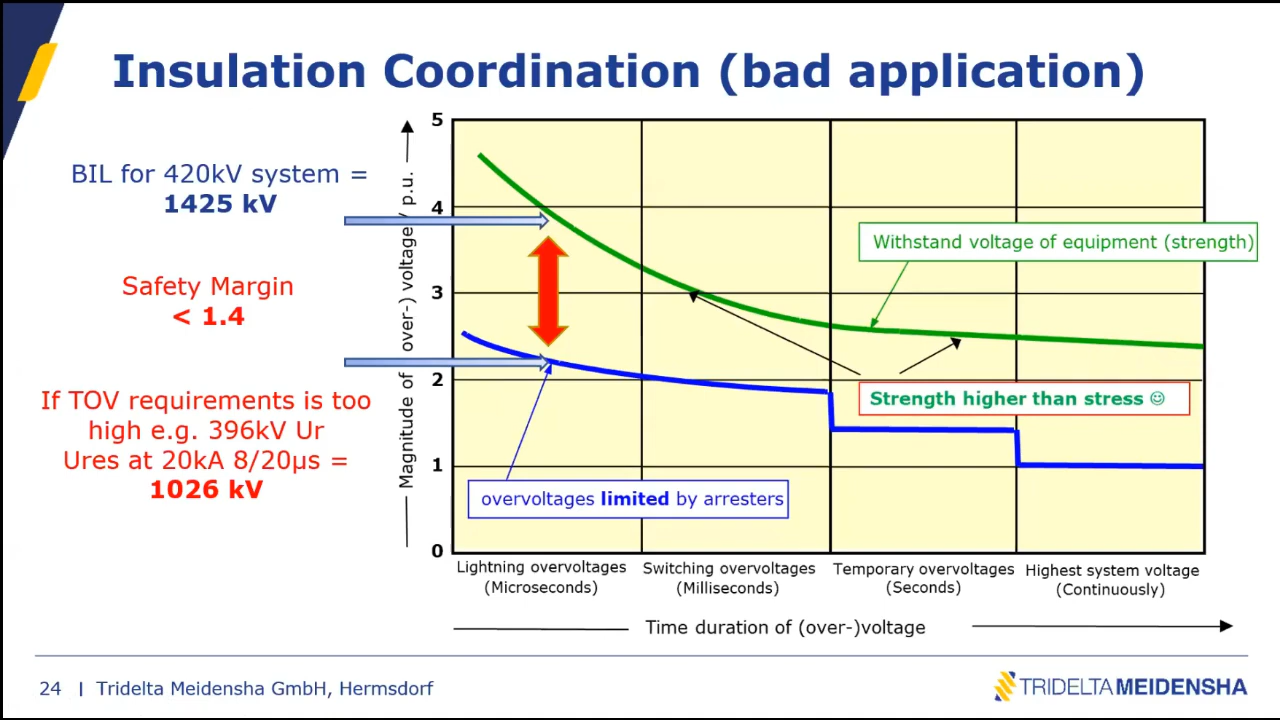 Insulation Coordination (bad application)
BIL for 420kV system =
1425 kV
Safety Margin
< 1.4
If TOV requirements is too
high e.g. 396kV Ur
Ures at 20kA 8/20µs =
1026 kV
Magnitude of (over-) voltage / p.u.
5
4
3
2
1
0
Withstand voltage of equipment (strength)
Strength higher than stress ☺
overvoltages limited by arresters
Lightning overvoltages
(Microseconds)
Switching overvoltages
(Milliseconds)
Temporary overvoltages
(Seconds)
Highest system voltage
(Continuously)
Time duration of (over-)voltage
24 | Tridelta Meidensha GmbH, Hermsdorf
TRIDELTAMEIDENSHA